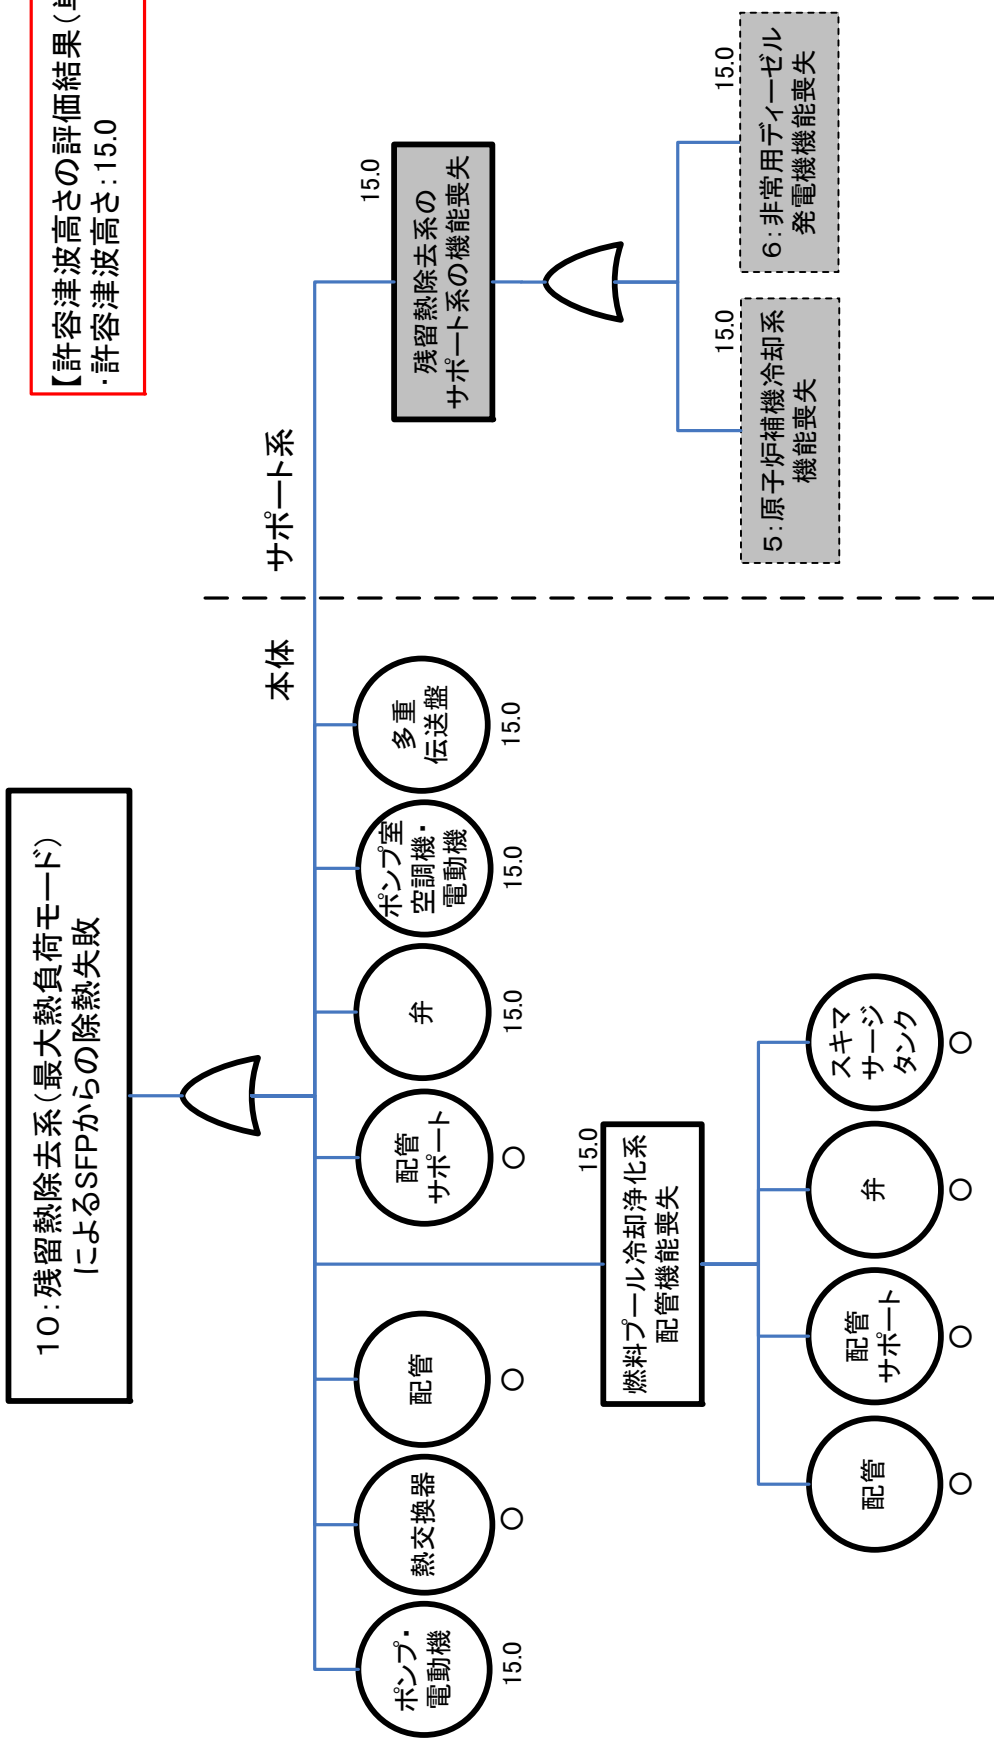 【許容津波高さの評価結果(
・許容津波高さ:15.0
10:残留熱除去系(最大熱負荷モード)
によるSFPからの除熱失敗
本体
サポート系
ポンプ・
電動機
15.0
熱交換器
○
配管
○
配管
サポート
○
弁
15.0
ポンプ室
空調機・
電動機
15.0
多重
伝送盤
15.0
15.0
残留熱除去系の
サポート系の機能喪失
15.0
燃料プール冷却浄化系
配管機能喪失
15.0
5:原子炉補機冷却系
機能喪失
15.0
6:非常用ディーゼル
発電機機能喪失
配管
○
配管
サポート
○
弁
○
スキマ
サージ
タンク
○